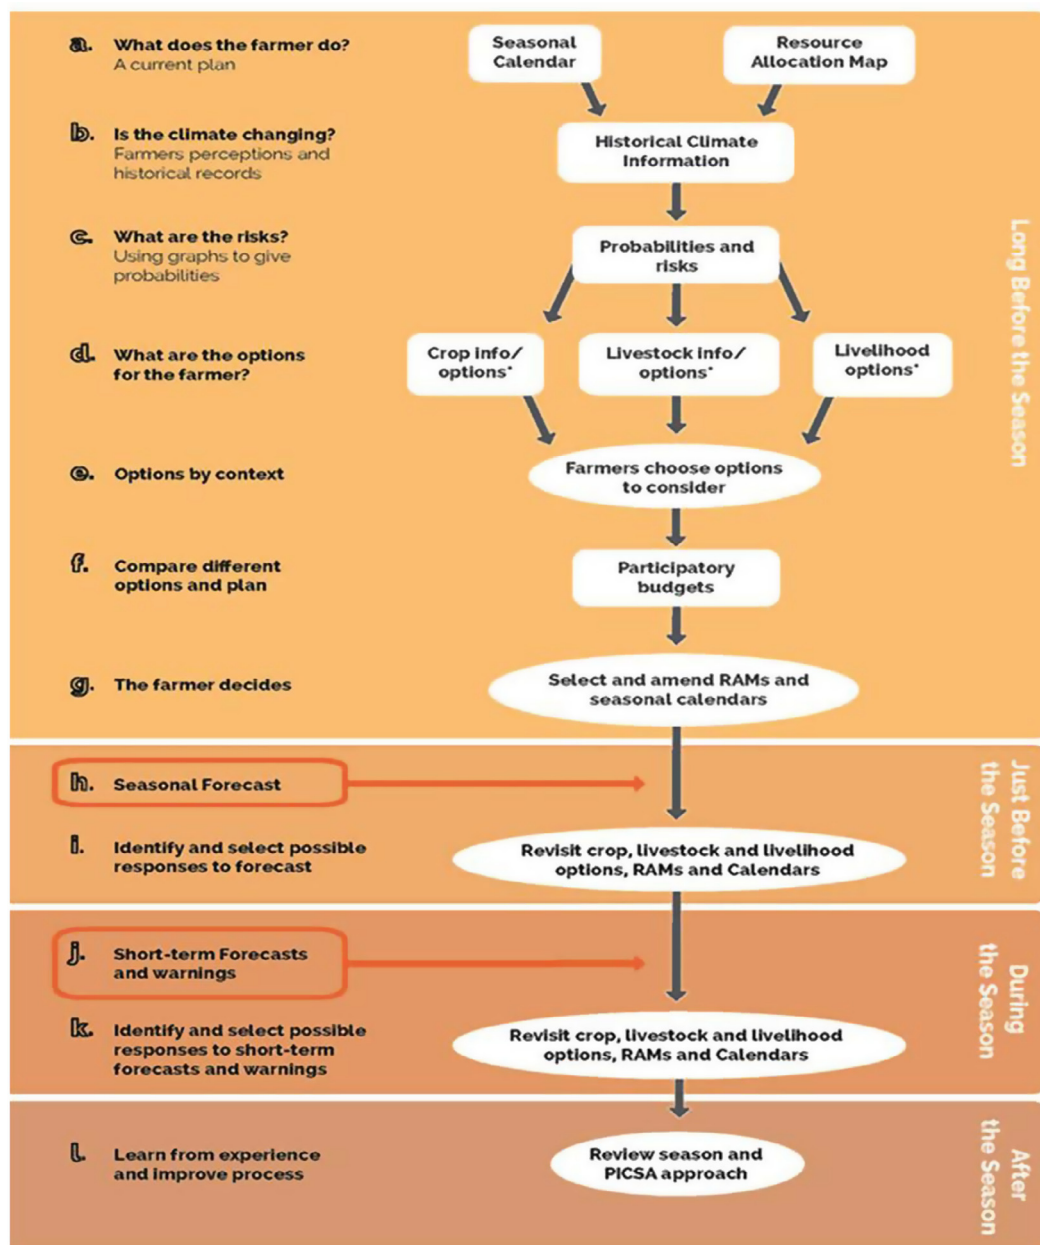 a. What does the farmer do?
A current plan
Seasonal
Calendar
Resource
Allocation Map
b. Is the climate changing?
Farmers perceptions and
historical records
Historical Climate
Information
c. What are the risks?
Using graphs to give
probabilities
Probabilities and
risks
d. What are the options
for the farmer?
Crop info/
options*
Livestock info/
options*
Livelihood
options*
e. Options by context
Farmers choose options
to consider
f. Compare different
options and plan
Participatory
budgets
g. The farmer decides
Select and amend RAMs and
seasonal calendars
Long Before the Season
h. Seasonal Forecast
i. Identify and select possible
responses to forecast
Revisit crop, livestock and livelihood
options, RAMs and Calendars
Just Before
the Season
j. Short-term Forecasts
and warnings
k. Identify and select possible
responses to short-term
forecasts and warnings
Revisit crop, livestock and livelihood
options, RAMs and Calendars
During
the Season
l. Learn from experience
and improve process
Review season and
PICSA approach
After
the Season